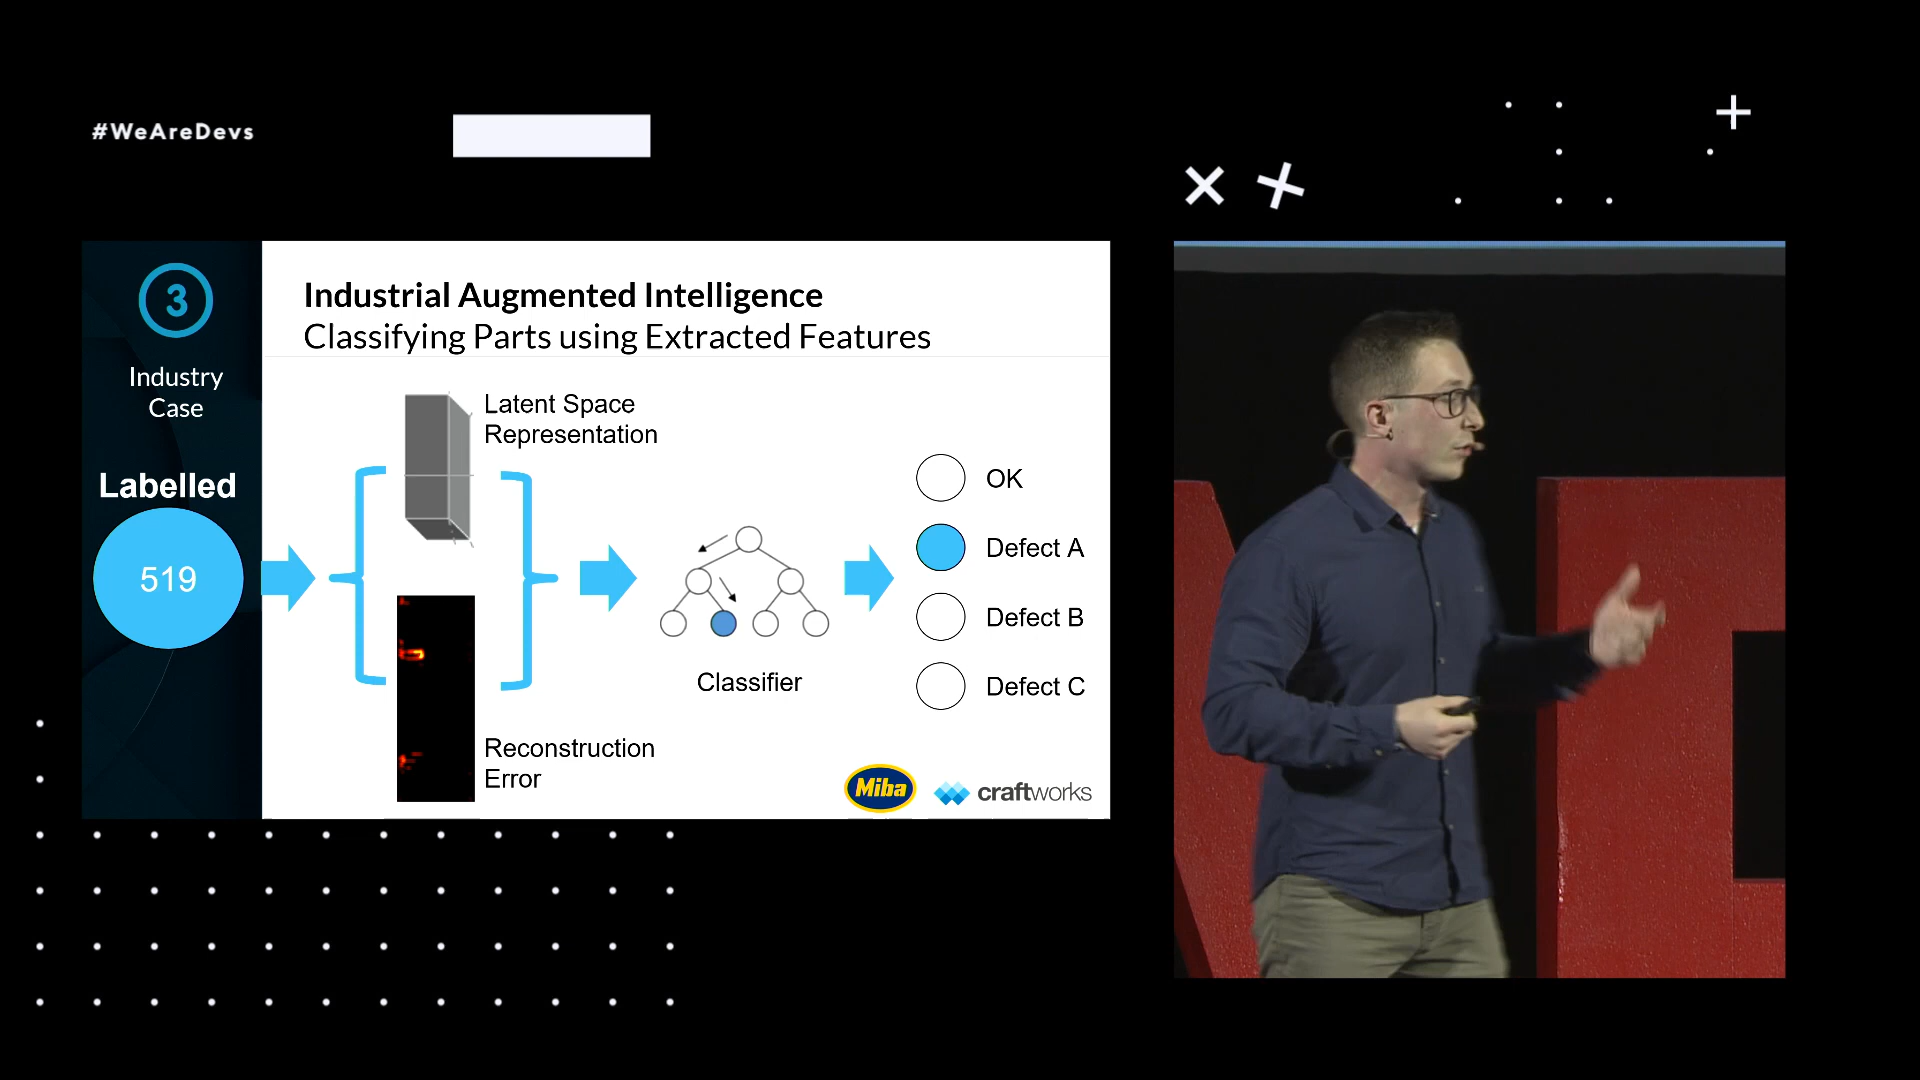 #WeAreDevs
3
Industry
Case
Labelled
519
Industrial Augmented Intelligence
Classifying Parts using Extracted Features
Latent Space
Representation
Reconstruction
Error
Classifier
OK
Defect A
Defect B
Defect C
Miba
craftworks